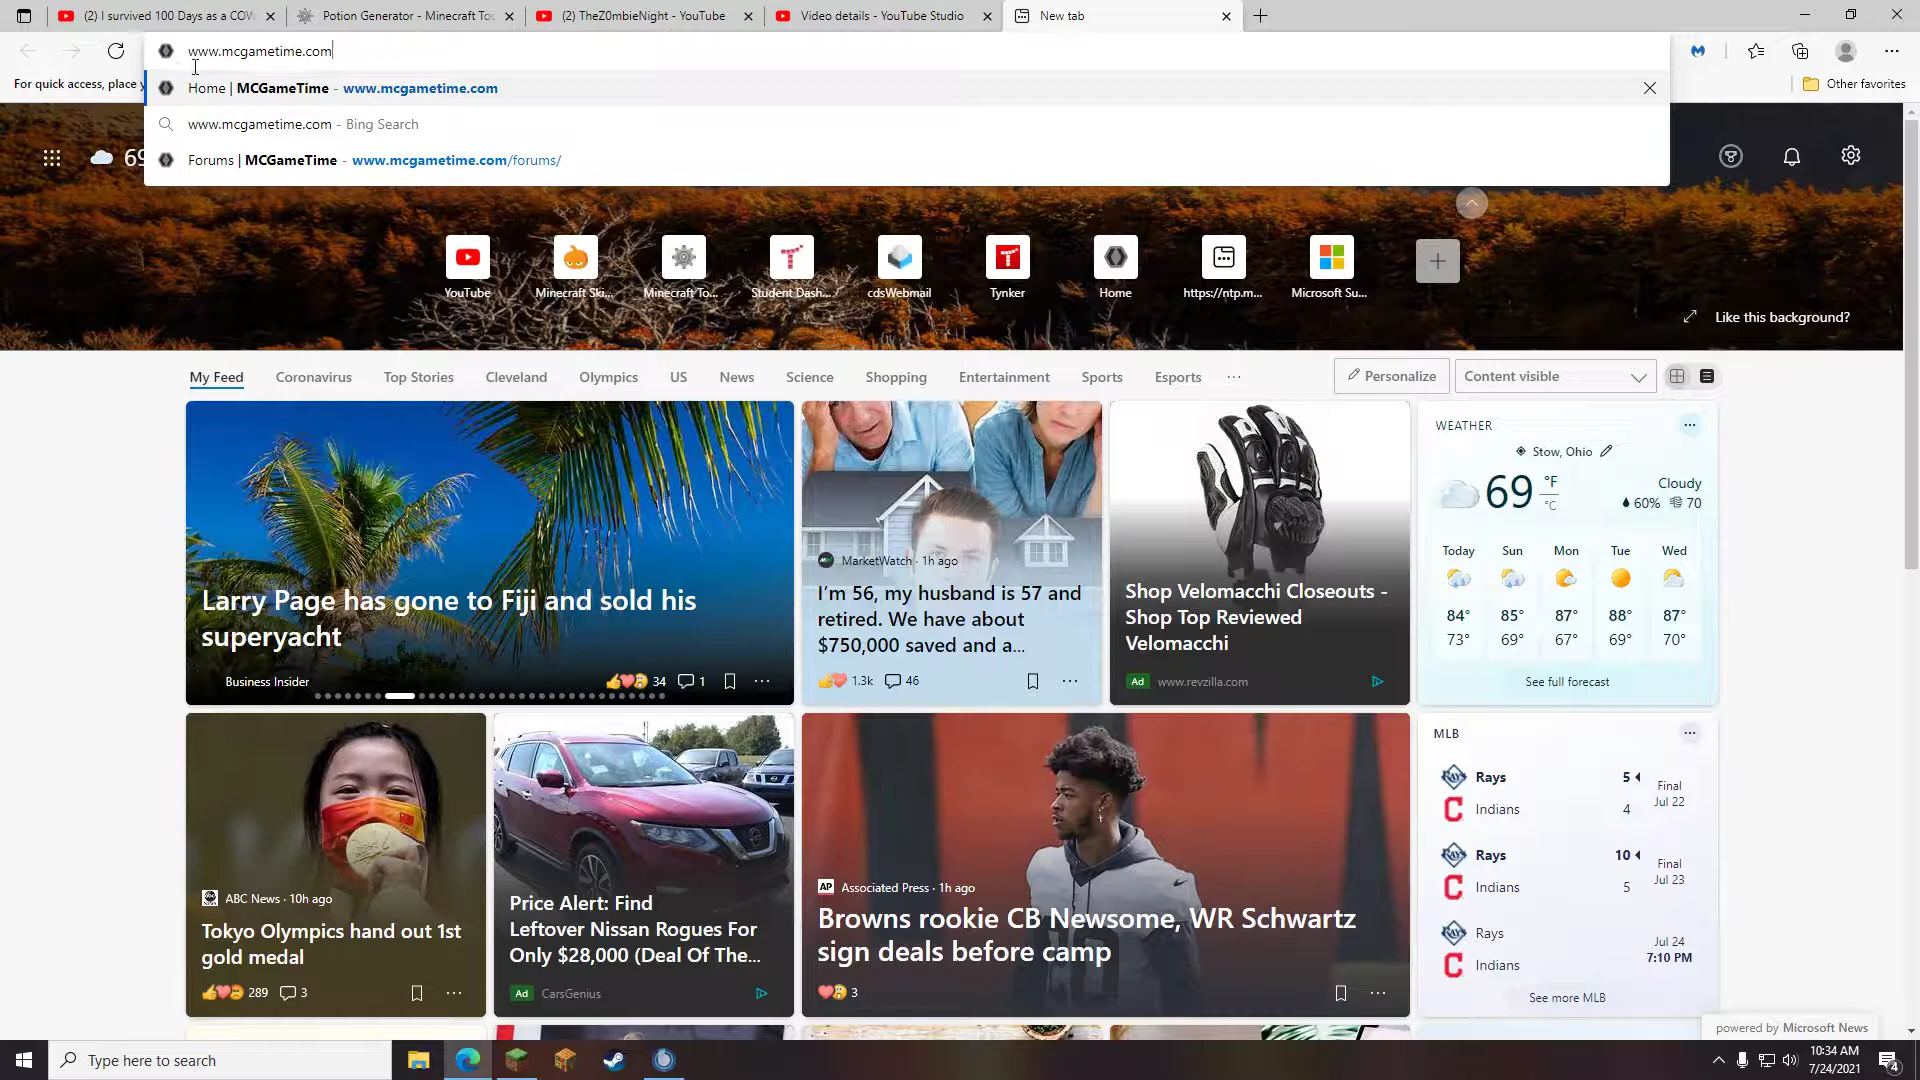 (2) I survived 100 Days as a COW
Potion Generator - Minecraft Too
(2) TheZ0mbieNight - YouTube
Video details - YouTube Studio
New tab
www.mcgametime.com
For quick access, place y
Other favorites
Home | MCGameTime - www.mcgametime.com
www.mcgametime.com - Bing Search
Forums | MCGameTime - www.mcgametime.com/forums/
69
YouTube
Minecraft Ski...
Minecraft To...
Student Dash...
cdsWebmail
Tynker
Home
https://ntp.m...
Microsoft Su...
Like this background?
My Feed
Coronavirus
Top Stories
Cleveland
Olympics
US
News
Science
Shopping
Entertainment
Sports
Esports
Personalize
Content visible
Larry Page has gone to Fiji and sold his
superyacht
Business Insider
34
1
MarketWatch · 1h ago
I'm 56, my husband is 57 and
retired. We have about
$750,000 saved and a...
1.3k
46
Shop Velomacchi Closeouts -
Shop Top Reviewed
Velomacchi
Ad www.revzilla.com
WEATHER
Stow, Ohio
69 °F
°C
Cloudy
60% 70
Today Sun Mon Tue Wed
84° 85° 87° 88° 87°
73° 69° 67° 69° 70°
See full forecast
ABC News · 10h ago
Tokyo Olympics hand out 1st
gold medal
289
3
Price Alert: Find
Leftover Nissan Rogues For
Only $28,000 (Deal Of The...
Ad CarsGenius
AP Associated Press · 1h ago
Browns rookie CB Newsome, WR Schwartz
sign deals before camp
3
MLB
Rays 5
Indians 4
Final
Jul 22
Rays 10
Indians 5
Final
Jul 23
Rays
Indians
Jul 24
7:10 PM
See more MLB
powered by Microsoft News
Type here to search
10:34 AM
7/24/2021
4